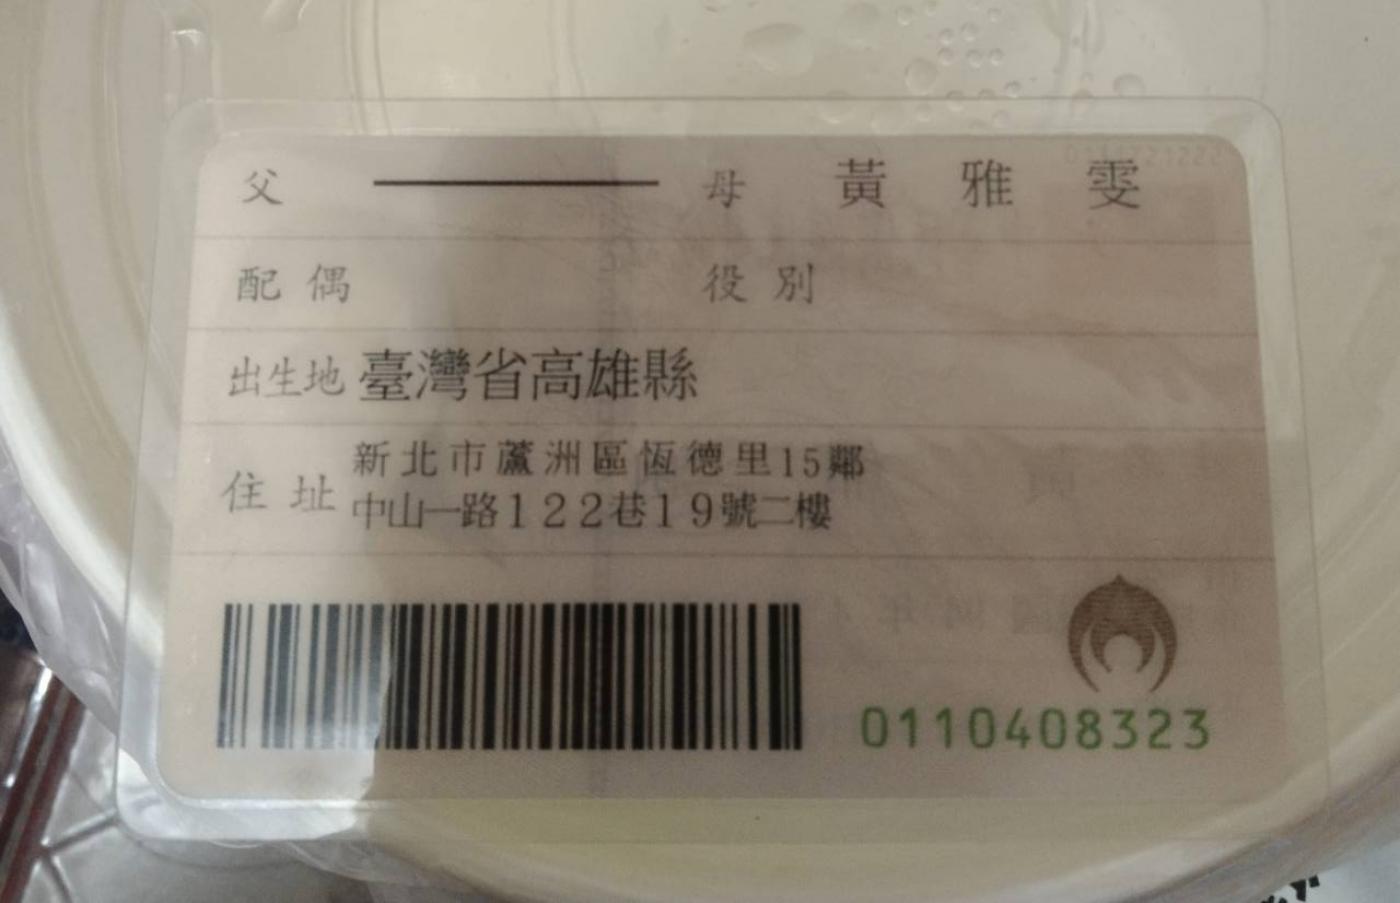 父 母 黃雅雯
配偶 役別
出生地 臺灣省高雄縣
住址 新北市蘆洲區恆德里15鄰
中山一路122巷19號二樓
0110408323